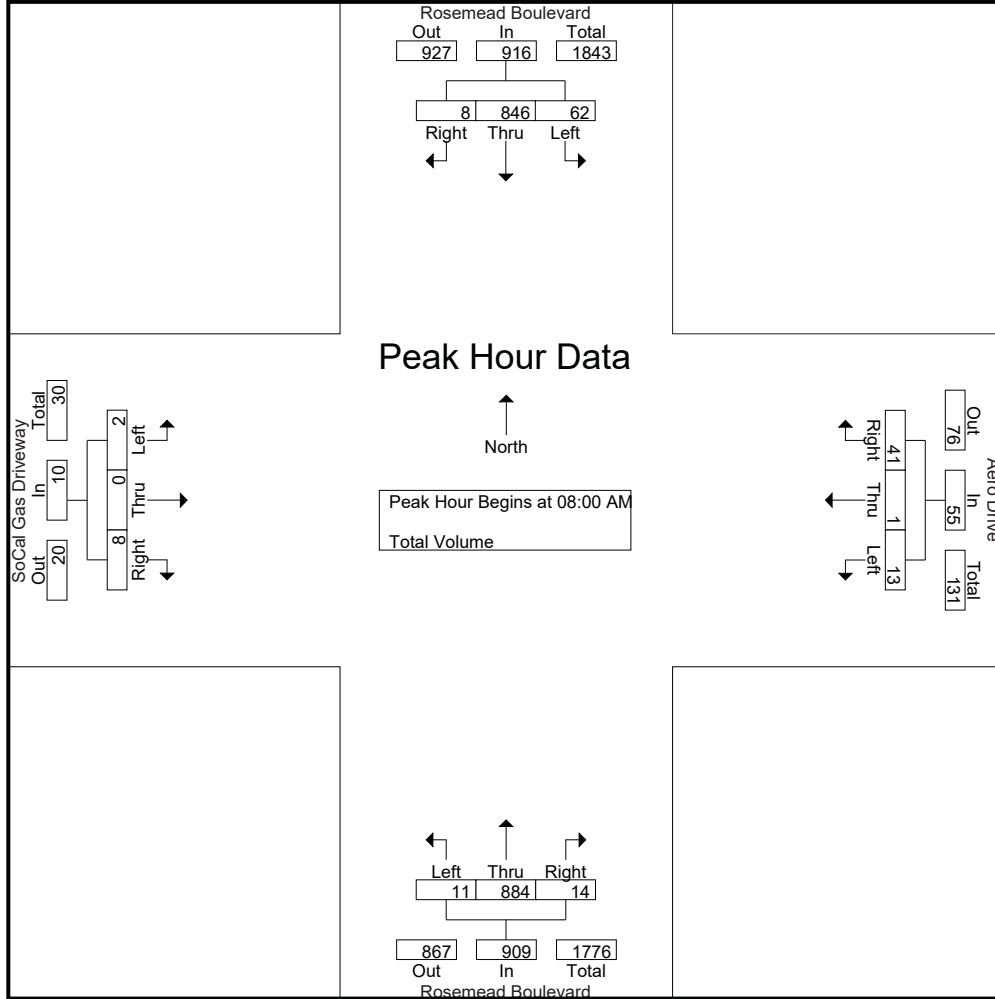 Rosemead Boulevard
Out In Total
927 916 1843
8 846 62
Right Thru Left
Peak Hour Data
North
Peak Hour Begins at 08:00 AM
Total Volume
SoCal Gas Driveway
Out In Total
20 10 30
2 0 8
Left Thru Right
Aero Drive
Out In Total
76 55 131
41 1 13
Right Thru Left
Left Thru Right
11 884 14
867 909 1776
Out In Total
Rosemead Boulevard